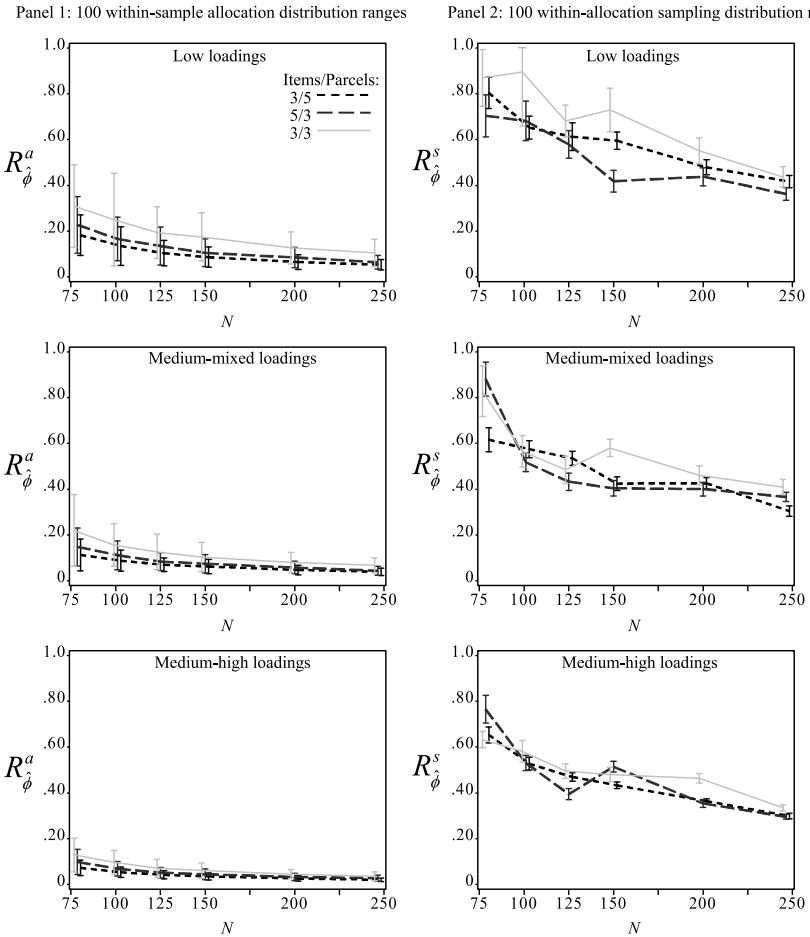 Panel 1: 100 within-sample allocation distribution ranges
Panel 2: 100 within-allocation sampling distribution r
Low loadings
Items/Parcels:
3/5
5/3
3/3
1.0
.80
.60
.40
.20
0
R^a_φ̂
75 100 125 150 200 250
N
Low loadings
1.0
.80
.60
.40
.20
0
R^s_φ̂
75 100 125 150 200 250
N
Medium-mixed loadings
1.0
.80
.60
.40
.20
0
R^a_φ̂
75 100 125 150 200 250
N
Medium-mixed loadings
1.0
.80
.60
.40
.20
0
R^s_φ̂
75 100 125 150 200 250
N
Medium-high loadings
1.0
.80
.60
.40
.20
0
R^a_φ̂
75 100 125 150 200 250
N
Medium-high loadings
1.0
.80
.60
.40
.20
0
R^s_φ̂
75 100 125 150 200 250
N